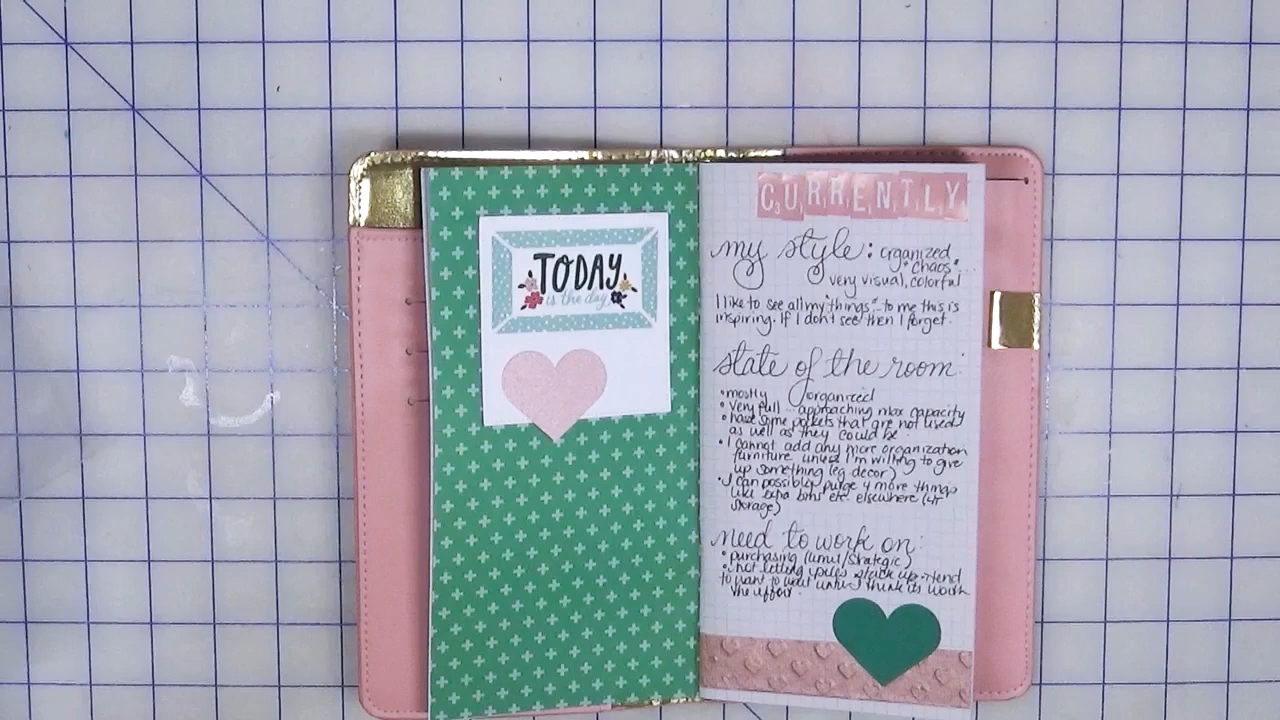 TODAY
is the day
CURRENTLY
my style: organized
"Chaos"...
very visual, colorful
I like to see all my "things"... to me this is
inspiring. If I don't see then I forget.
state of the room:
• mostly organized
• very full... approaching max capacity
• have some pockets that are not used
as well as they could be.
• I cannot add any more organization
furniture unless I'm willing to give
up something (eg decor)
• I can possibly purge 4 more things
like extra bins etc. elsewhere
storage)
need to work on:
• purchasing (limit/strategic)
• not letting piles stack up - I tend
to want to wait until I think its worth
the effort.